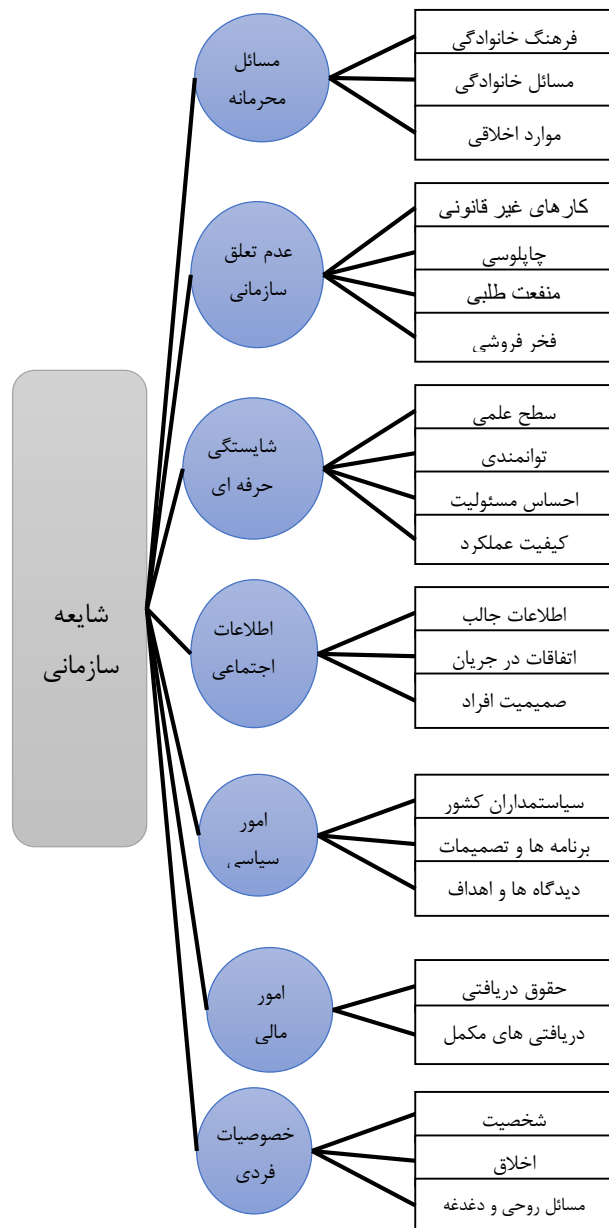 شایعه
سازمانی
مسائل
محرمانه
فرهنگ خانوادگی
مسائل خانوادگی
موارد اخلاقی
عدم تعلق
سازمانی
کارهای غیر قانونی
چاپلوسی
منفعت طلبی
فخر فروشی
شایستگی
حرفه ای
سطح علمی
توانمندی
احساس مسئولیت
کیفیت عملکرد
اطلاعات
اجتماعی
اطلاعات جالب
اتفاقات در جریان
صمیمیت افراد
امور
سیاسی
سیاستمداران کشور
برنامه ها و تصمیمات
دیدگاه ها و اهداف
امور
مالی
حقوق دریافتی
دریافتی های مکمل
خصوصیات
فردی
شخصیت
اخلاق
مسائل روحی و دغدغه